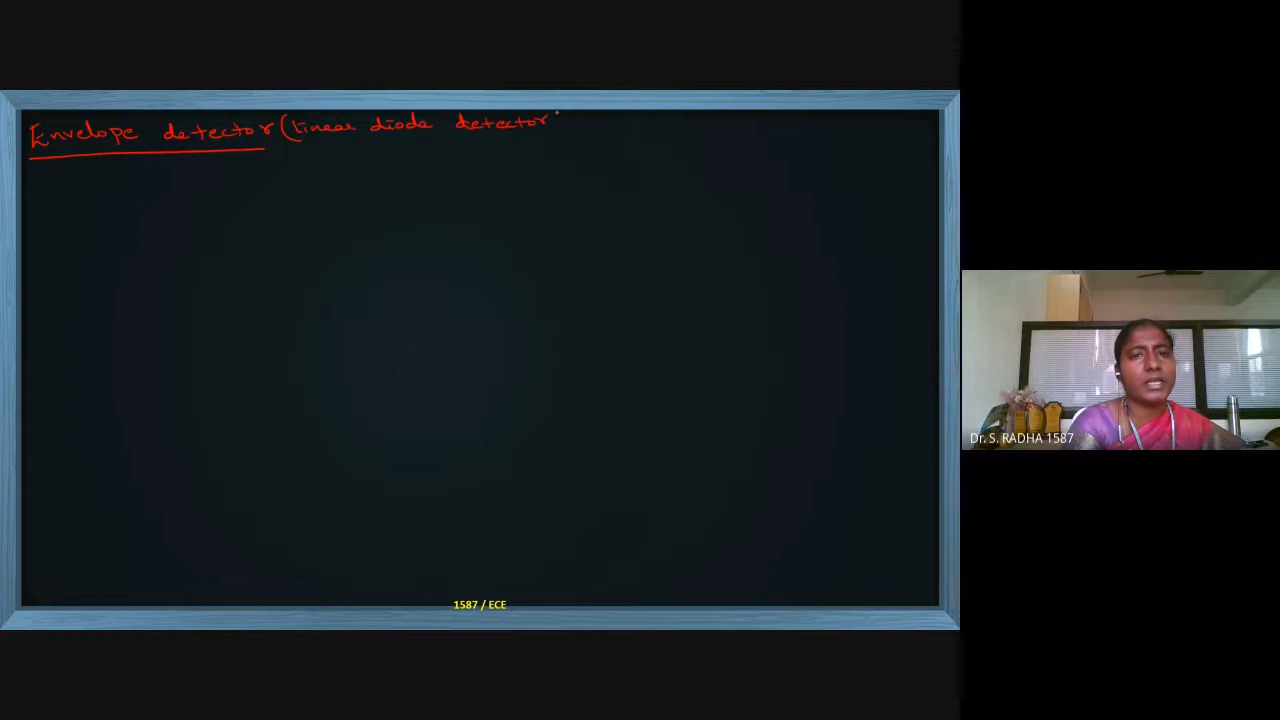 Envelope detector (linear diode detector
Dr. S. RADHA 1587
1587 / ECE